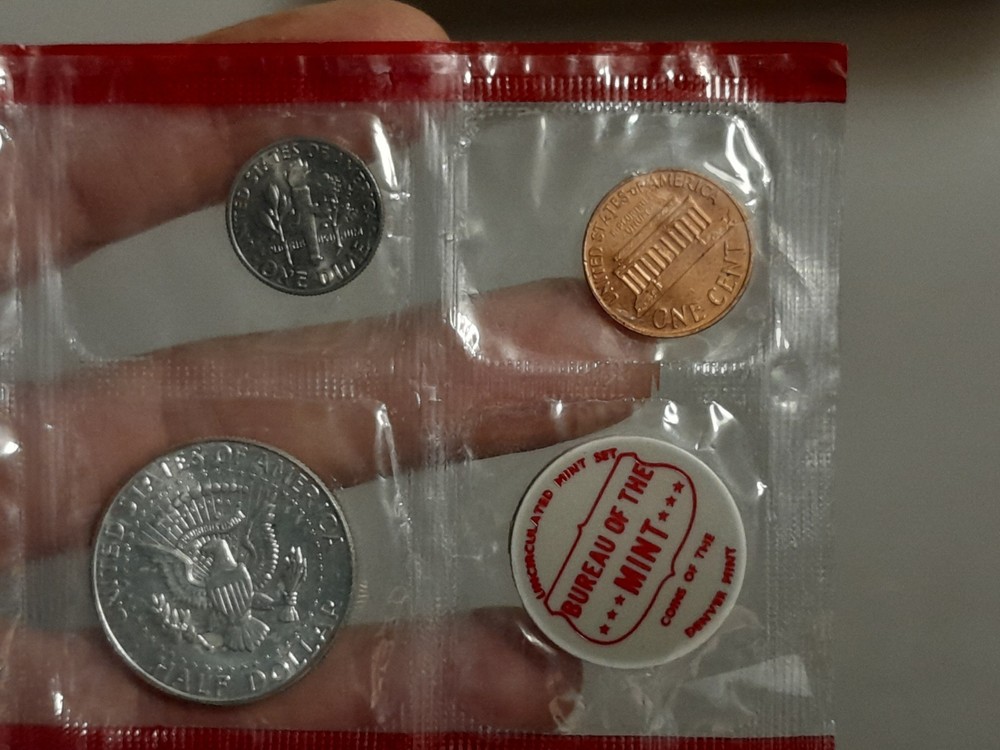 UNITED STATES OF AMERICA
ONE DIME
UNITED STATES OF AMERICA
ONE CENT
UNITED STATES OF AMERICA
HALF DOLLAR
UNCIRCULATED MINT SET
BUREAU OF THE
MINT
COINS OF THE
DENVER MINT